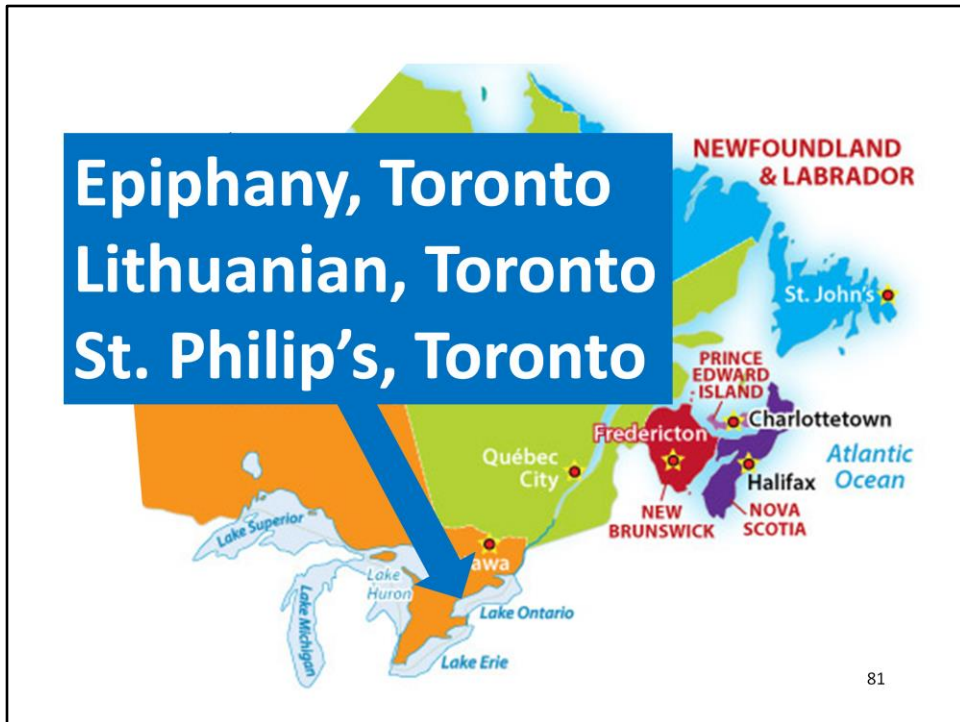 Epiphany, Toronto
Lithuanian, Toronto
St. Philip's, Toronto
NEWFOUNDLAND
& LABRADOR
St. John's
PRINCE
EDWARD
ISLAND
Charlottetown
Fredericton
Québec
City
Atlantic
Ocean
Halifax
NEW
BRUNSWICK
NOVA
SCOTIA
Lake Superior
awa
Lake
Huron
Lake Michigan
Lake Ontario
Lake Erie
81